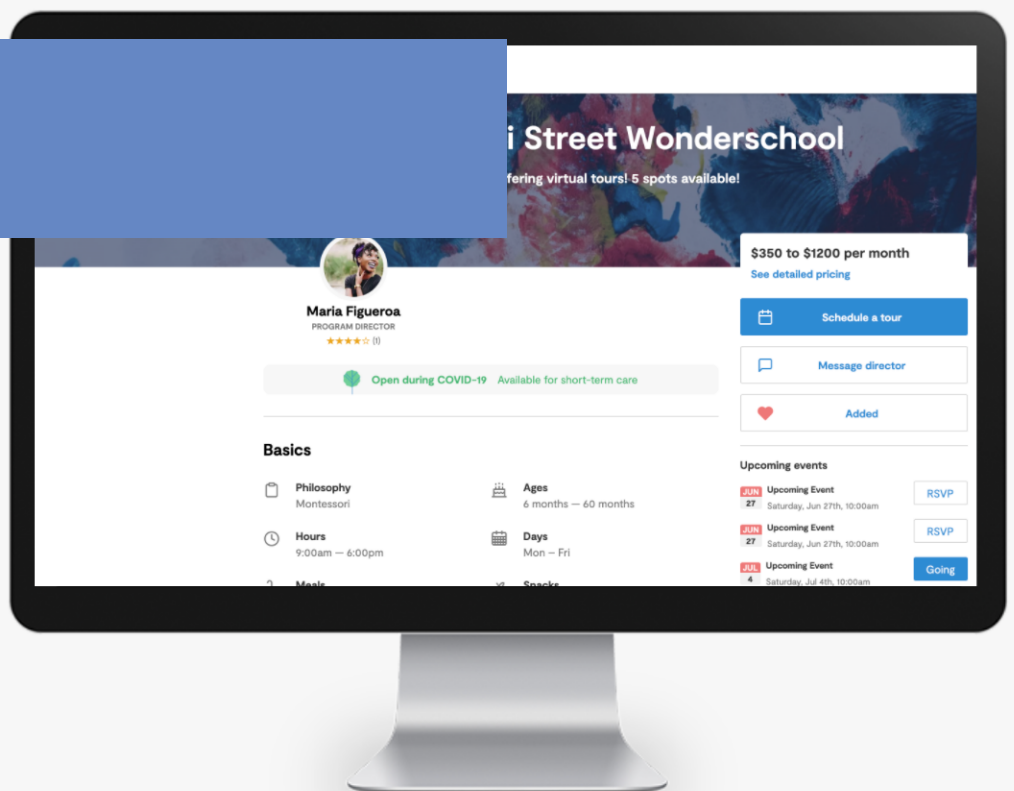 i Street Wonderschool
fering virtual tours! 5 spots available!
$350 to $1200 per month
See detailed pricing
Schedule a tour
Message director
Added
Maria Figueroa
PROGRAM DIRECTOR
(1)
Open during COVID-19 Available for short-term care
Basics
Philosophy
Montessori
Ages
6 months — 60 months
Hours
9:00am — 6:00pm
Days
Mon – Fri
Meals
Snacks
Upcoming events
JUN
27
Upcoming Event
Saturday, Jun 27th, 10:00am
RSVP
JUN
27
Upcoming Event
Saturday, Jun 27th, 10:00am
RSVP
JUL
4
Upcoming Event
Saturday, Jul 4th, 10:00am
Going